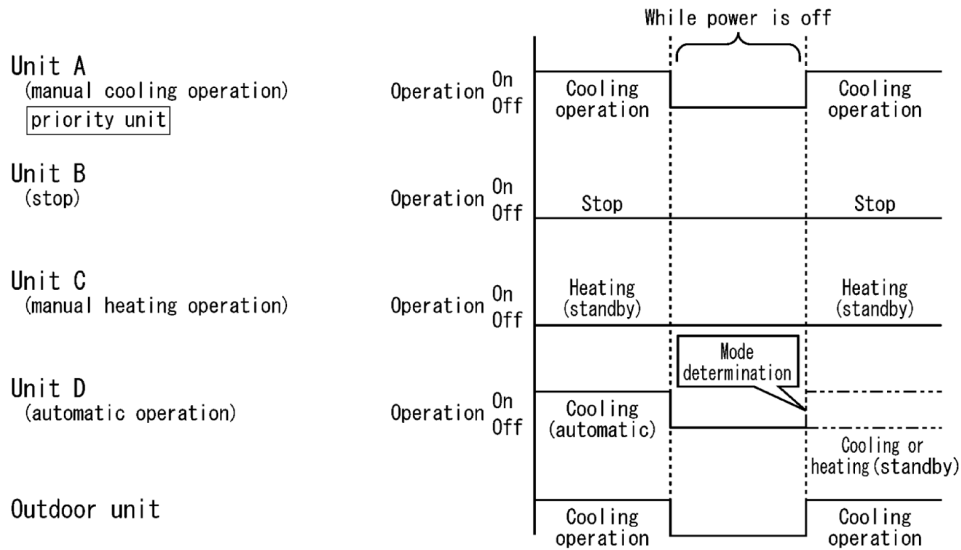 While power is off
Unit A
(manual cooling operation)
priority unit
Operation On
Off
Cooling
operation
Cooling
operation
Unit B
(stop)
Operation On
Off
Stop
Stop
Unit C
(manual heating operation)
Operation On
Off
Heating
(standby)
Heating
(standby)
Mode
determination
Unit D
(automatic operation)
Operation On
Off
Cooling
(automatic)
Cooling or
heating(standby)
Outdoor unit
Cooling
operation
Cooling
operation